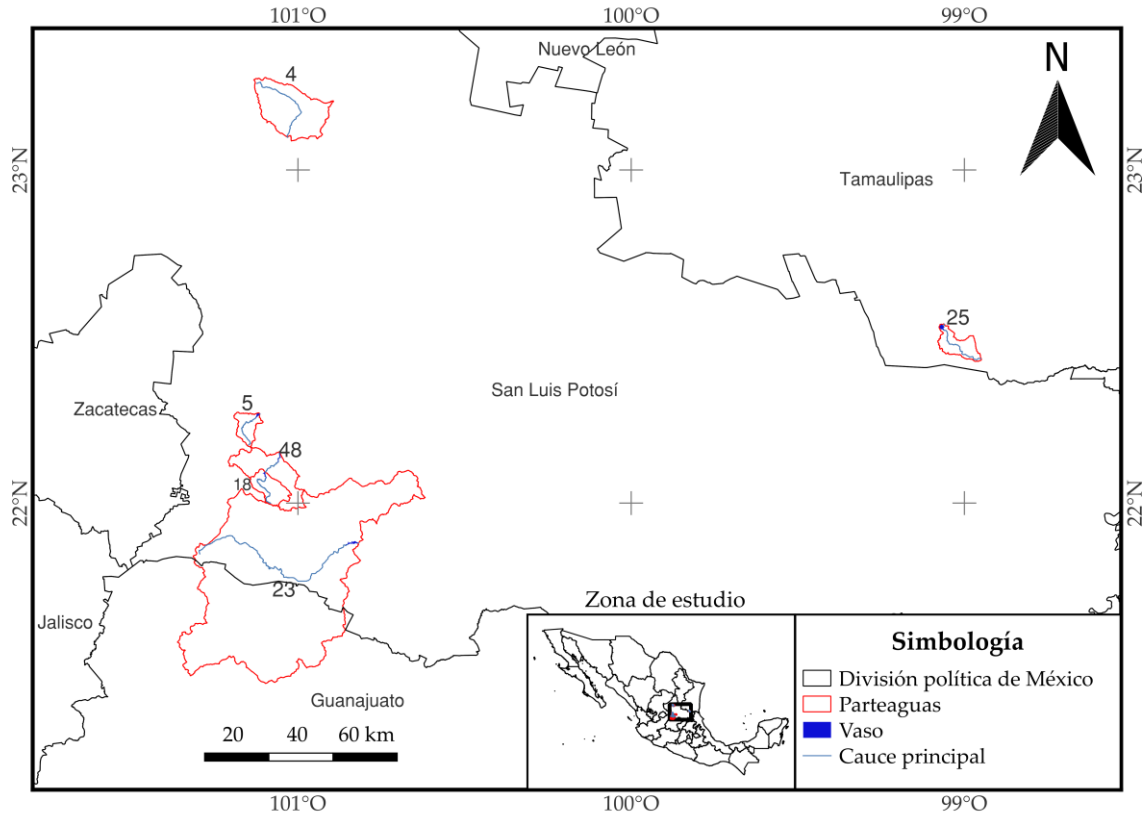 101°O
100°O
99°O
Nuevo León
N
4
23°N
23°N
Tamaulipas
25
San Luis Potosí
Zacatecas
5
48
18
22°N
22°N
23
Zona de estudio
Jalisco
Guanajuato
20
40
60 km
Simbología
División política de México
Parteaguas
Vaso
Cauce principal
101°O
100°O
99°O